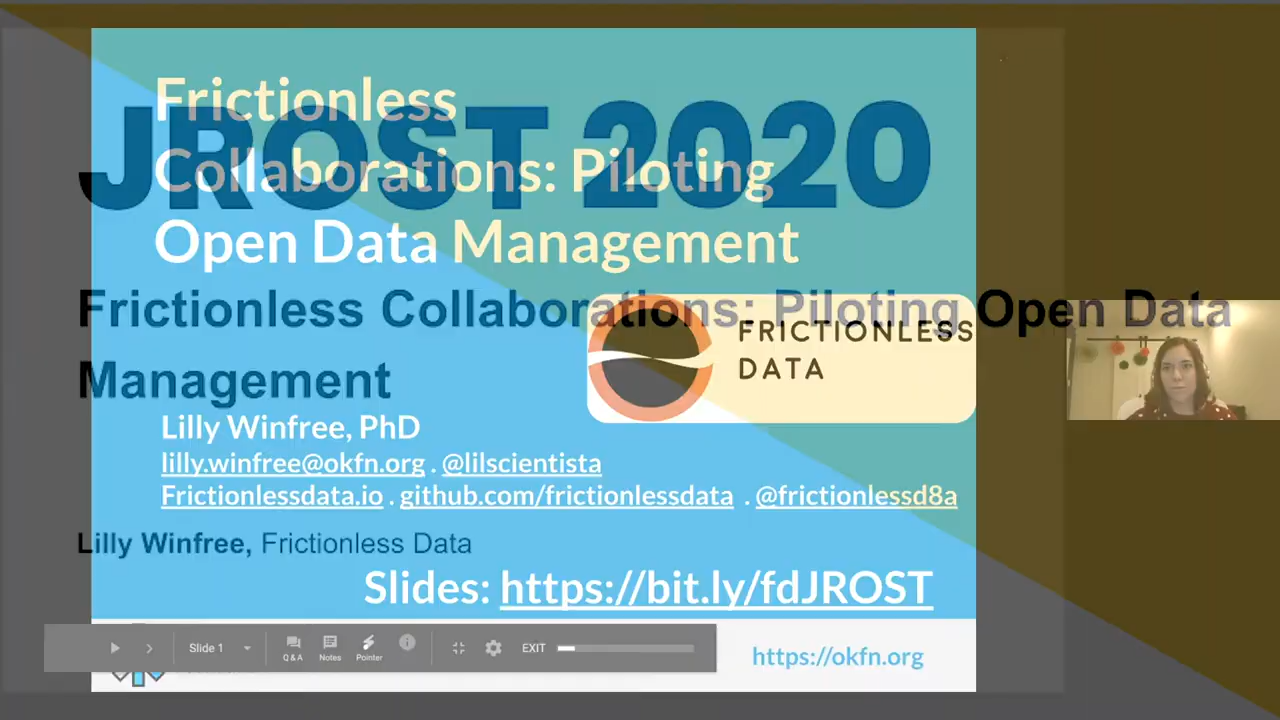 JROST 2020
Frictionless Collaborations: Piloting Open Data
Management
Lilly Winfree, Frictionless Data
Frictionless
Collaborations: Piloting
Open Data Management
FRICTIONLESS
DATA
Lilly Winfree, PhD
lilly.winfree@okfn.org . @lilscientista
Frictionlessdata.io . github.com/frictionlessdata . @frictionlessd8a
Slides: https://bit.ly/fdJROST
Slide 1
Q & A
Notes
Pointer
EXIT
https://okfn.org